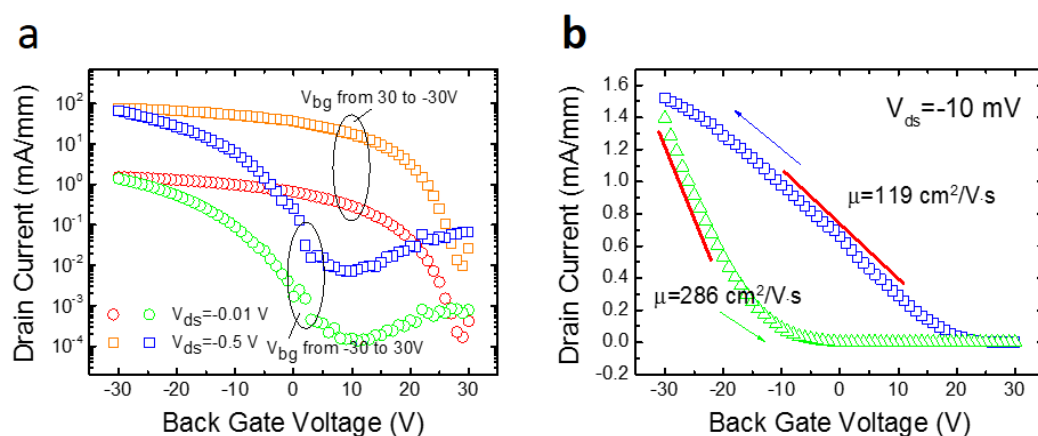 a
Drain Current (mA/mm)
10²
10¹
10⁰
10⁻¹
10⁻²
10⁻³
10⁻⁴
V_bg from 30 to -30V
V_ds=-0.01 V
V_ds=-0.5 V
V_bg from -30 to 30V
-30 -20 -10 0 10 20 30
Back Gate Voltage (V)
b
Drain Current (mA/mm)
1.6
1.4
1.2
1.0
0.8
0.6
0.4
0.2
0.0
-0.2
V_ds=-10 mV
μ=119 cm²/V·s
μ=286 cm²/V·s
-30 -20 -10 0 10 20 30
Back Gate Voltage (V)